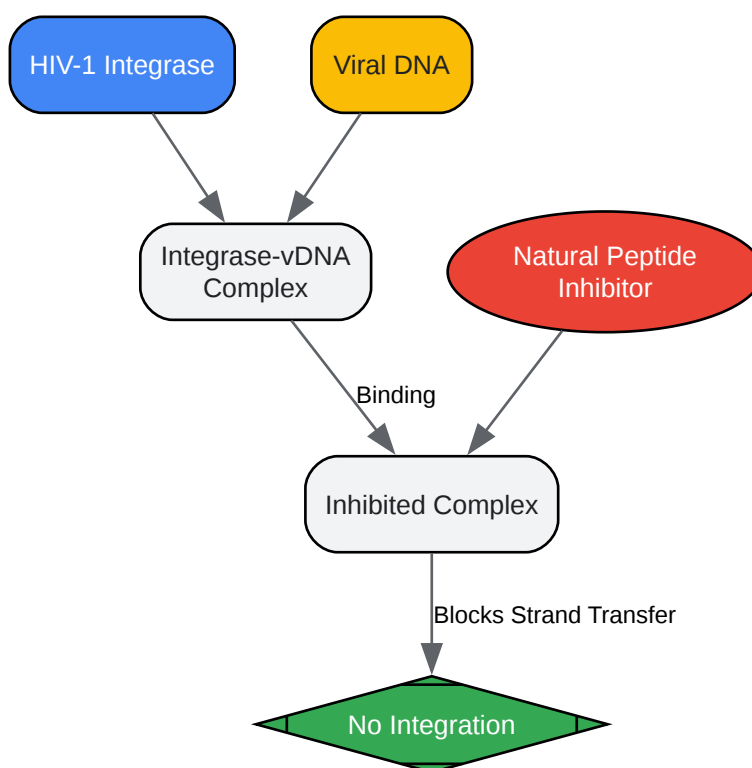 HIV-1 Integrase
Viral DNA
Integrase-vDNA
Complex
Natural Peptide
Inhibitor
Binding
Inhibited Complex
Blocks Strand Transfer
No Integration